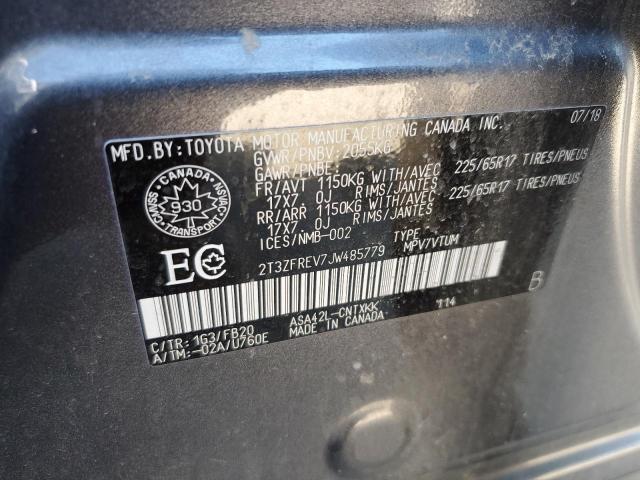 07/18
MFD.BY: TOYOTA MOTOR MANUFACTURING CANADA INC.
GVWR/PNBV: 2055KG
GAWR/PNBE:
FR/AVT 1150KG WITH/AVEC 225/65R17 TIRES/PNEUS
17X7.0J RIMS/JANTES
RR/ARR 1150KG WITH/AVEC 225/65R17 TIRES/PNEUS
17X7.0J RIMS/JANTES
ICES/NMB-002
TYPE
MPV/VTUM
CANADA
930
TRANSPORT
EC
2T3ZFREV7JW485779
B
C/TR: 1G3/FB20
A/TM: -02A/U760E
ASA42L-CNTXKK
MADE IN CANADA
114